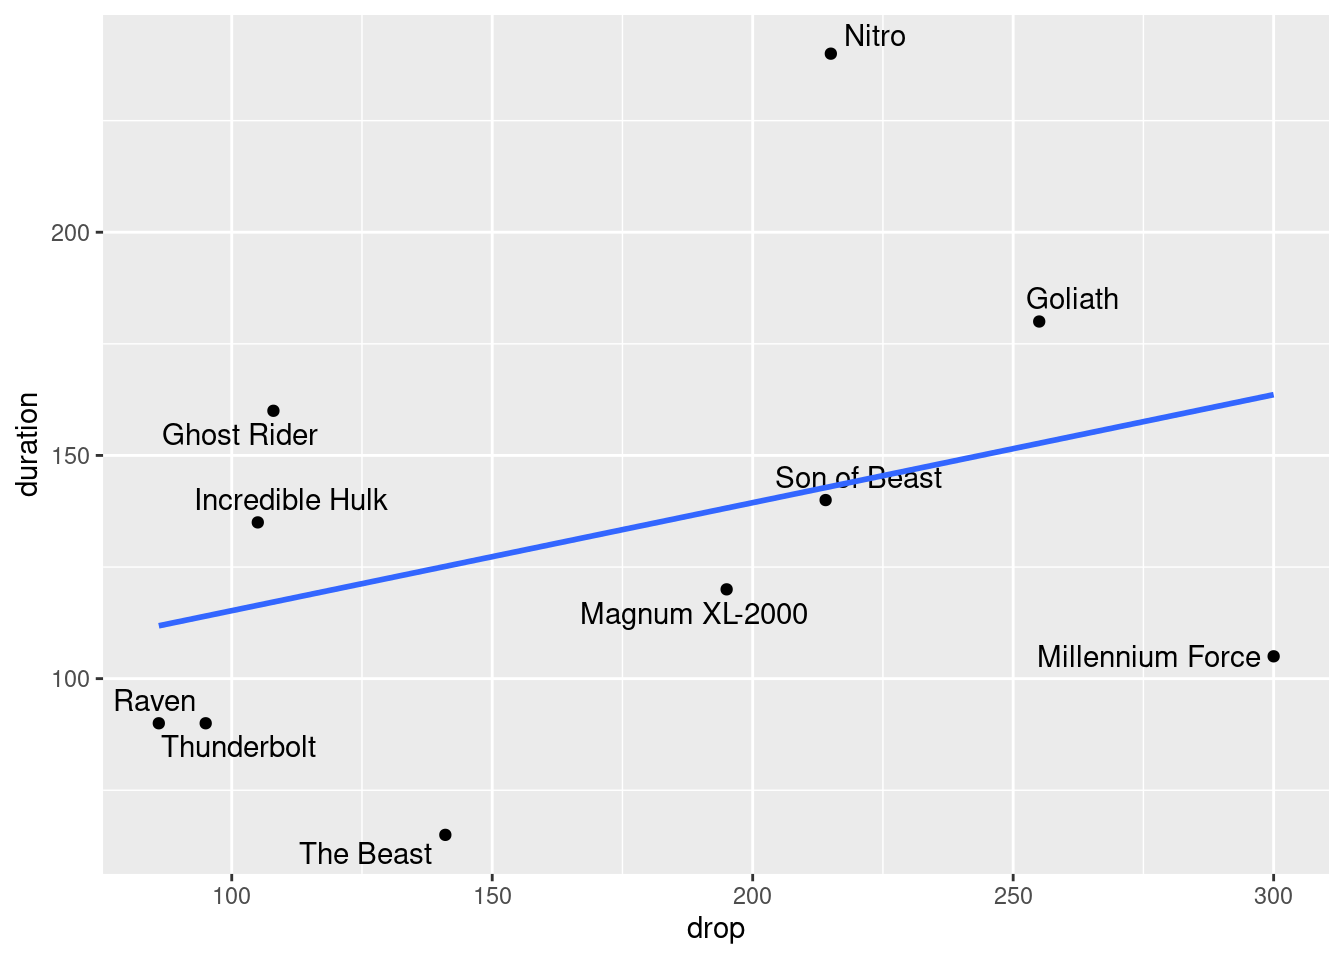 Nitro
200
Goliath
Ghost Rider
150
Son of Beast
Incredible Hulk
duration
Magnum XL-2000
Millennium Force
100
Raven
Thunderbolt
The Beast
100 150 200 250 300
drop